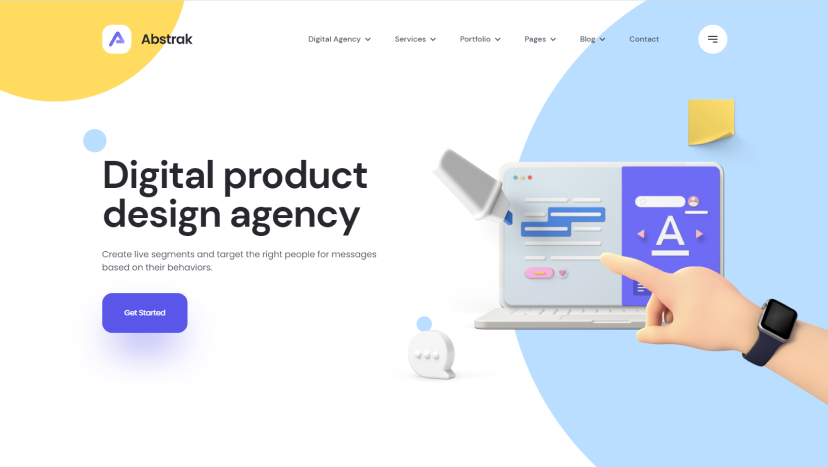 Abstrak
Digital Agency
Services
Portfolio
Pages
Blog
Contact
Digital product
design agency
Create live segments and target the right people for messages
based on their behaviors.
Get Started
A